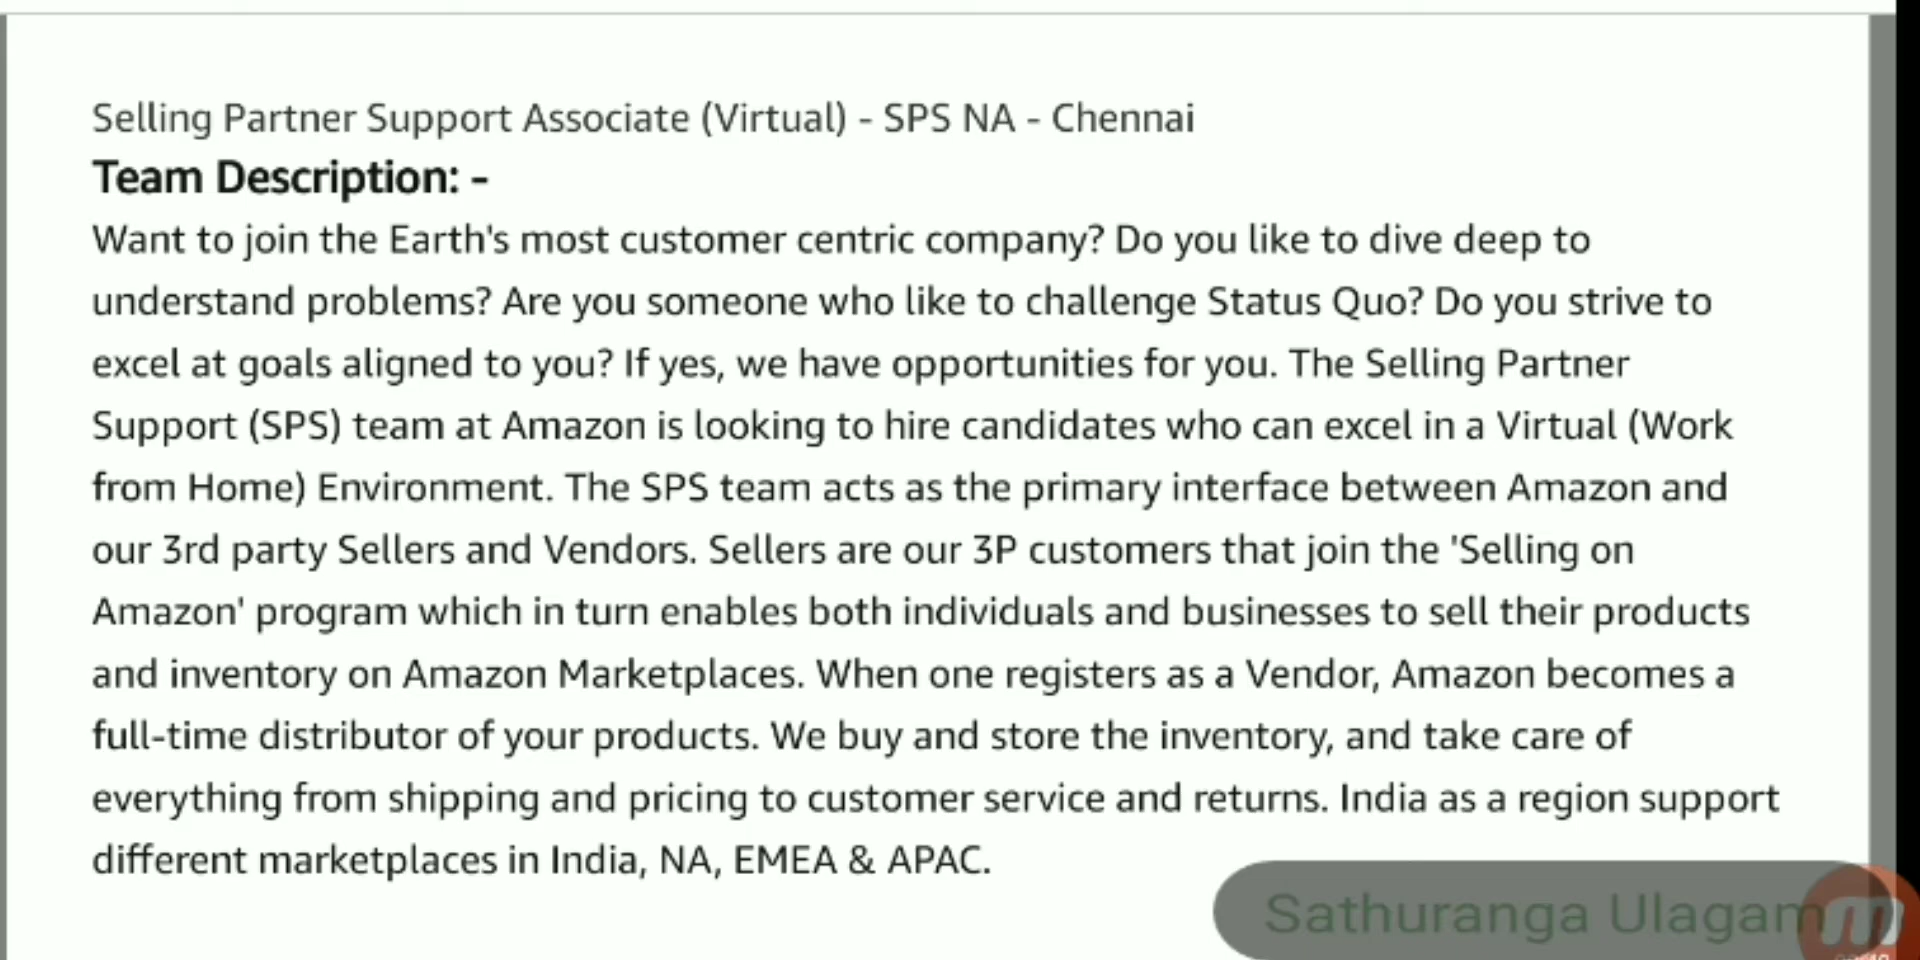 Selling Partner Support Associate (Virtual) - SPS NA - Chennai
Team Description: -
Want to join the Earth's most customer centric company? Do you like to dive deep to
understand problems? Are you someone who like to challenge Status Quo? Do you strive to
excel at goals aligned to you? If yes, we have opportunities for you. The Selling Partner
Support (SPS) team at Amazon is looking to hire candidates who can excel in a Virtual (Work
from Home) Environment. The SPS team acts as the primary interface between Amazon and
our 3rd party Sellers and Vendors. Sellers are our 3P customers that join the 'Selling on
Amazon' program which in turn enables both individuals and businesses to sell their products
and inventory on Amazon Marketplaces. When one registers as a Vendor, Amazon becomes a
full-time distributor of your products. We buy and store the inventory, and take care of
everything from shipping and pricing to customer service and returns. India as a region support
different marketplaces in India, NA, EMEA & APAC.
Sathuranga Ulagam